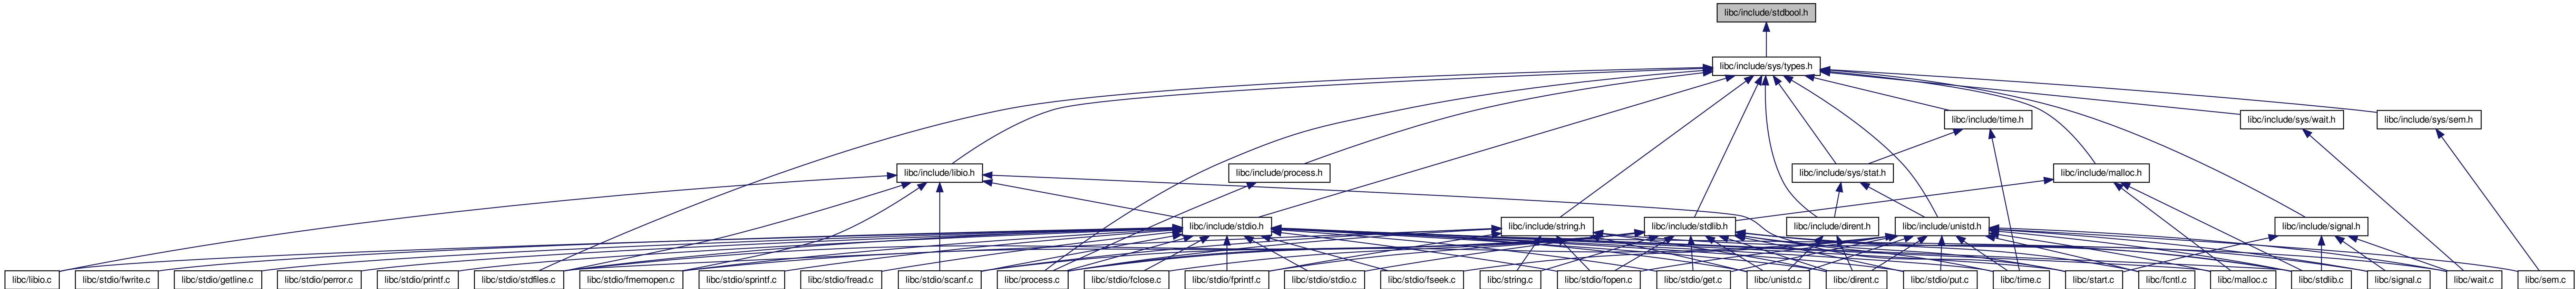 libc/include/stdbool.h
libc/include/sys/types.h
libc/include/time.h
libc/include/sys/wait.h
libc/include/sys/sem.h
libc/include/libio.h
libc/include/process.h
libc/include/sys/stat.h
libc/include/malloc.h
libc/include/stdio.h
libc/include/string.h
libc/include/stdlib.h
libc/include/dirent.h
libc/include/unistd.h
libc/include/signal.h
libc/libio.c
libc/stdio/fwrite.c
libc/stdio/getline.c
libc/stdio/perror.c
libc/stdio/printf.c
libc/stdio/stdfiles.c
libc/stdio/fmemopen.c
libc/stdio/sprintf.c
libc/stdio/fread.c
libc/stdio/scanf.c
libc/process.c
libc/stdio/fclose.c
libc/stdio/fprintf.c
libc/stdio/stdio.c
libc/stdio/fseek.c
libc/string.c
libc/stdio/fopen.c
libc/stdio/get.c
libc/unistd.c
libc/dirent.c
libc/stdio/put.c
libc/time.c
libc/start.c
libc/fcntl.c
libc/malloc.c
libc/stdlib.c
libc/signal.c
libc/wait.c
libc/sem.c